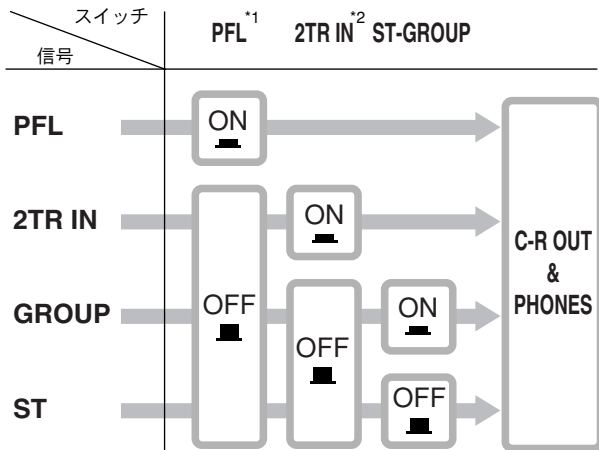 スイッチ
信号
PFL*1 2TR IN*2 ST-GROUP
PFL ON
2TR IN ON
C-R OUT
&
PHONES
GROUP OFF ON
OFF
ST OFF